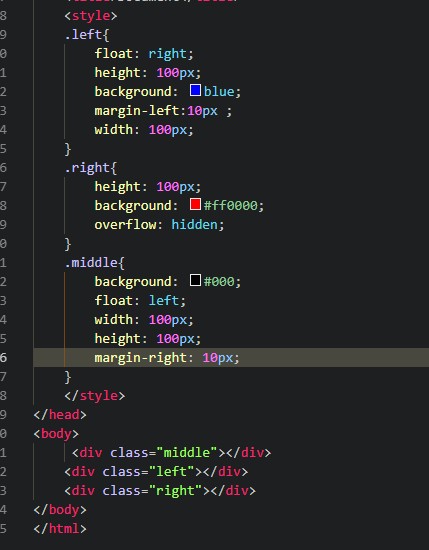 8 <style>
9 .left{
0 float: right;
1 height: 100px;
2 background: blue;
3 margin-left:10px ;
4 width: 100px;
5 }
6 .right{
7 height: 100px;
8 background: #ff0000;
9 overflow: hidden;
0 }
1 .middle{
2 background: #000;
3 float: left;
4 width: 100px;
5 height: 100px;
6 margin-right: 10px;
7 }
8 </style>
9 </head>
0 <body>
1 <div class="middle"></div>
2 <div class="left"></div>
3 <div class="right"></div>
4 </body>
5 </html>